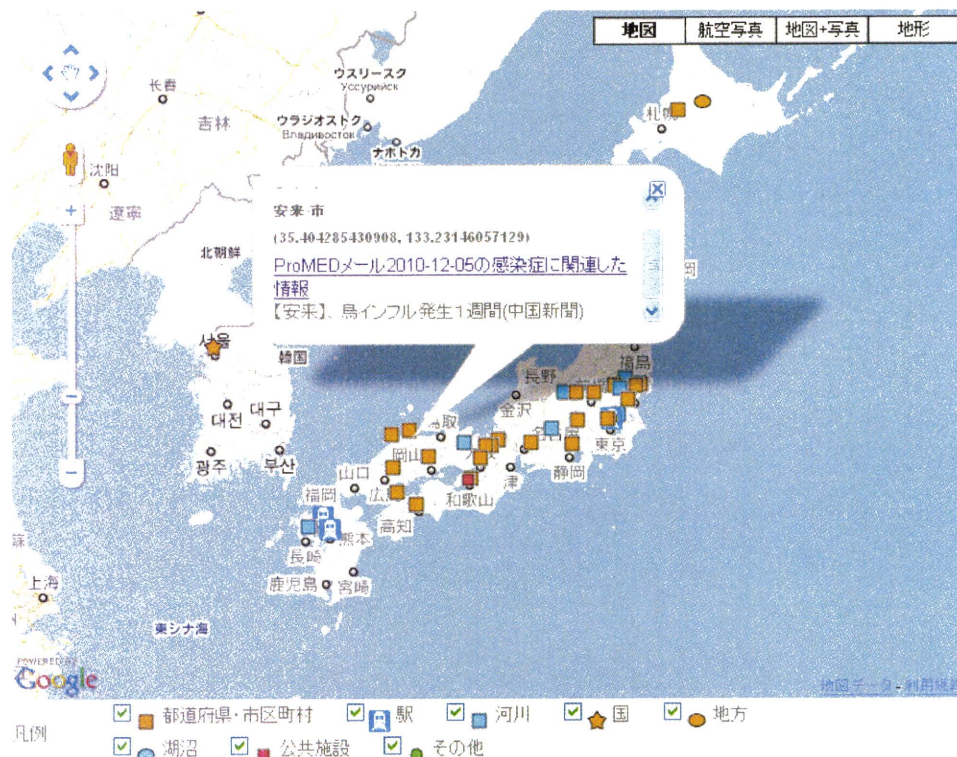 地図 航空写真 地図+写真 地形
ウスリースク
Уссурийск
长春
吉林
ウラジオストク
Владивосток
ナホトカ
札幌
沈阳
遼寧
安来市
(35.404285430908, 133.23146057129)
ProMEDメール2010-12-05の感染症に関連した
情報
【安来】、鳥インフル発生1週間(中国新聞)
北朝鮮
서울
韓国
福島
長野
金沢
대전
대구
鳥取
岡山
東京
광주
부산
静岡
津
山口
和歌山
福岡
高知
熊本
長崎
上海
鹿児島
宮崎
東シナ海
POWERED BY
Google
地図データ - 利用規約
凡例
都道府県・市区町村 駅 河川 国 地方
湖沼 公共施設 その他